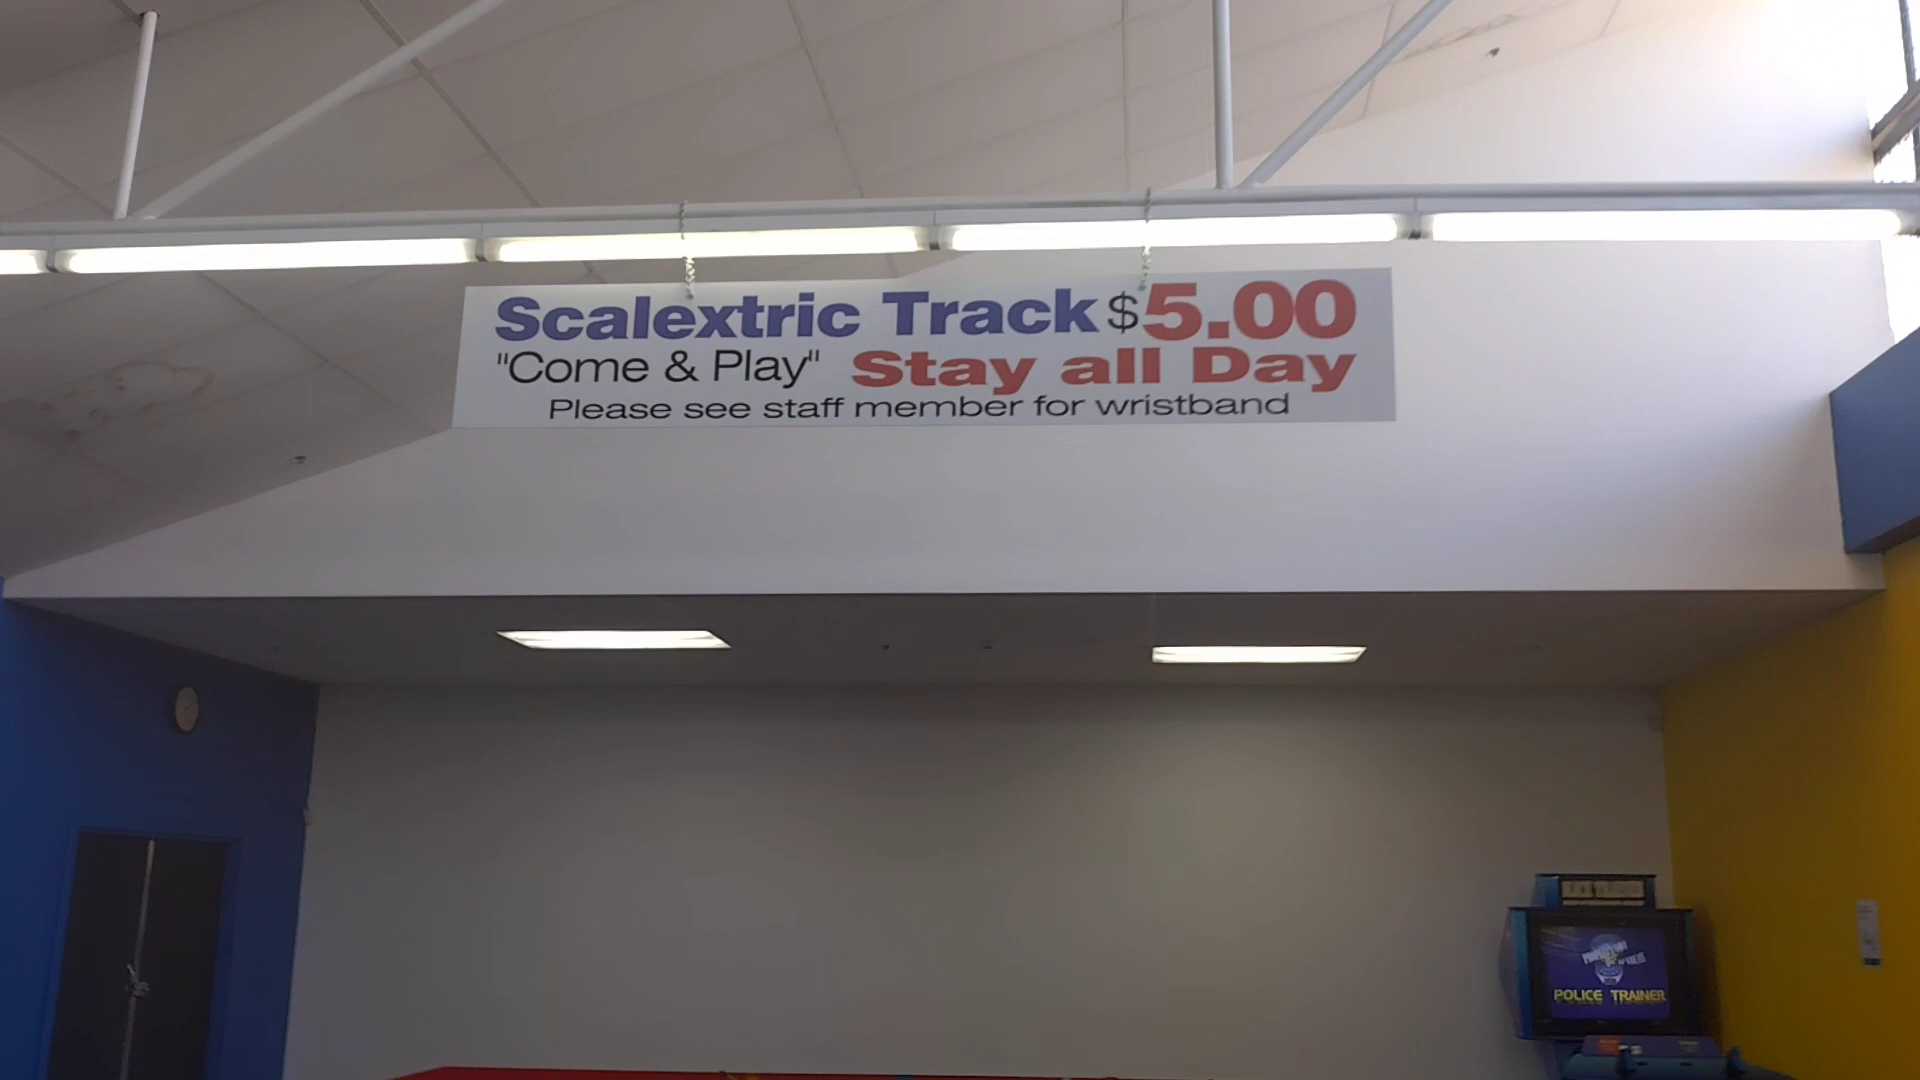 Scalextric Track $5.00
"Come & Play" Stay all Day
Please see staff member for wristband
POLICE TRAINER